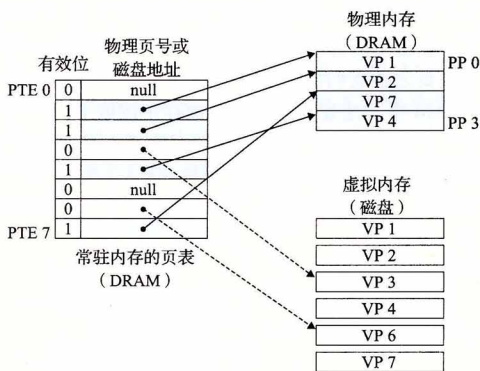 物理页号或
磁盘地址
有效位
PTE 0
0
null
1
1
0
1
0
null
0
PTE 7
1
常驻内存的页表
（DRAM）
物理内存
（DRAM）
VP 1
PP 0
VP 2
VP 7
VP 4
PP 3
虚拟内存
（磁盘）
VP 1
VP 2
VP 3
VP 4
VP 6
VP 7